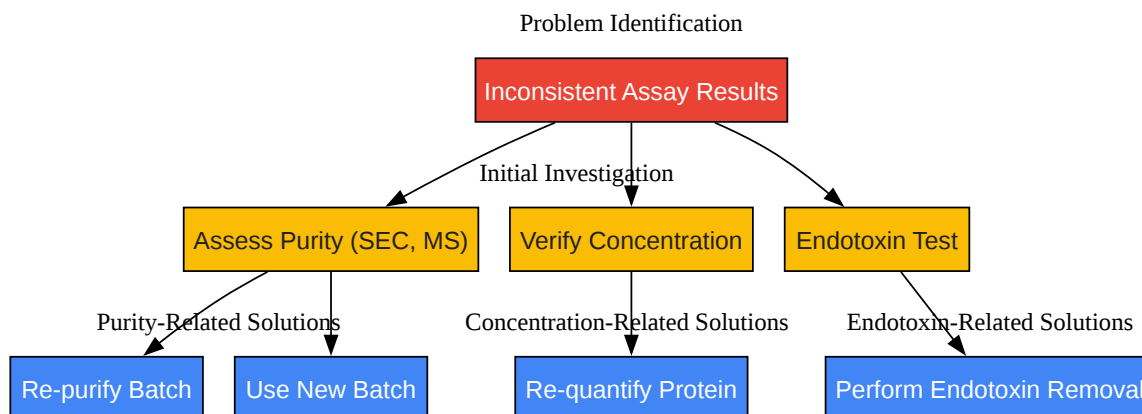 Problem Identification
Inconsistent Assay Results
Initial Investigation
Assess Purity (SEC, MS)
Verify Concentration
Endotoxin Test
Purity-Related Solutions
Concentration-Related Solutions
Endotoxin-Related Solutions
Re-purify Batch
Use New Batch
Re-quantify Protein
Perform Endotoxin Removal